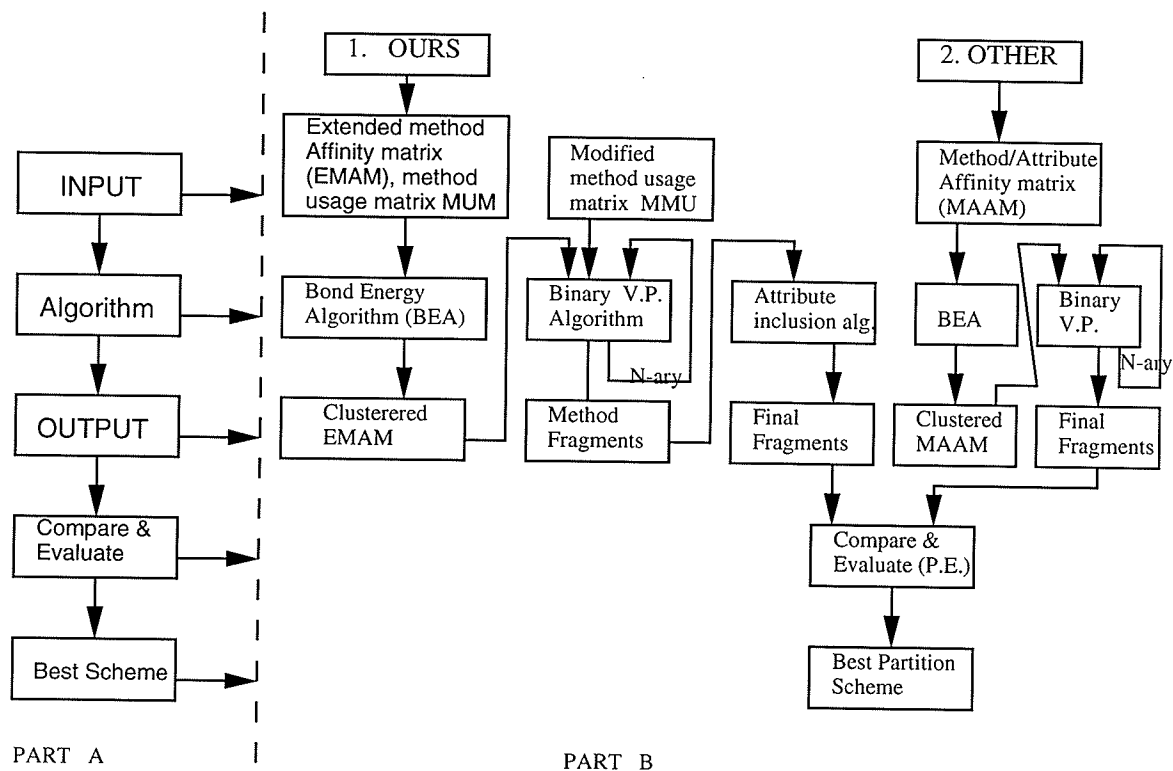 1. OURS
2. OTHER
INPUT
Algorithm
OUTPUT
Compare &
Evaluate
Best Scheme
PART A
Extended method
Affinity matrix
(EMAM), method
usage matrix MUM
Bond Energy
Algorithm (BEA)
Clusterered
EMAM
Modified
method usage
matrix MMU
Binary V.P.
Algorithm
N-ary
Method
Fragments
Attribute
inclusion alg.
Final
Fragments
Method/Attribute
Affinity matrix
(MAAM)
BEA
Clustered
MAAM
Binary
V.P.
N-ary
Final
Fragments
Compare &
Evaluate (P.E.)
Best Partition
Scheme
PART B